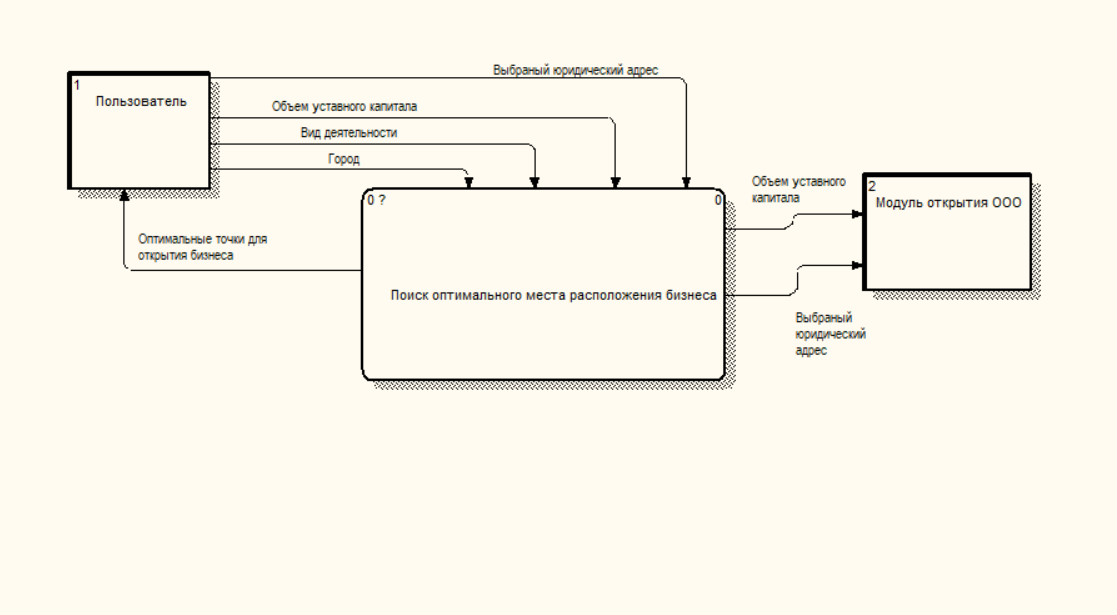 Выбраный юридический адрес
1
Пользователь
Объем уставного капитала
Вид деятельности
Город
0 ?
0
Объем уставного
капитала
2
Модуль открытия ООО
Оптимальные точки для
открытия бизнеса
Поиск оптимального места расположения бизнеса
Выбраный
юридический
адрес